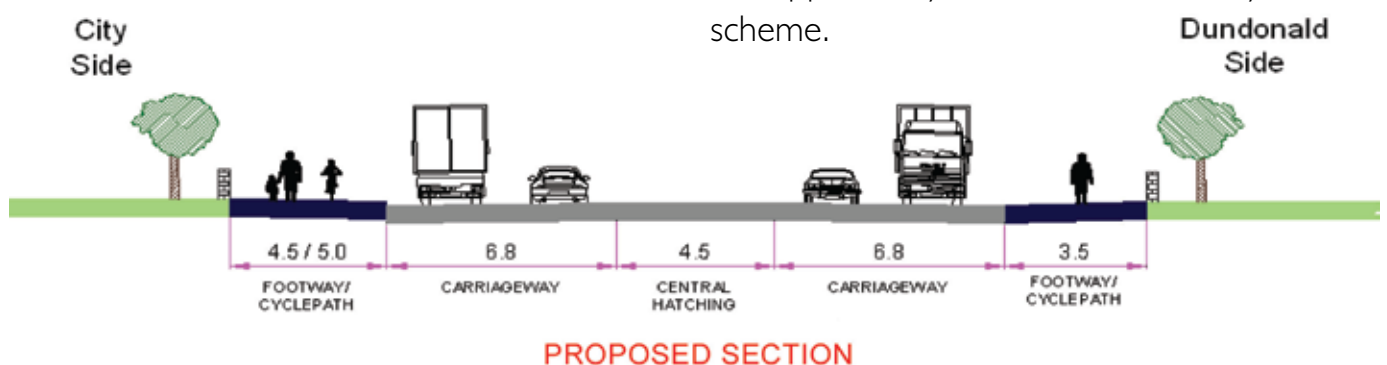 scheme.
City
Side
Dundonald
Side
4.5 / 5.0
6.8
4.5
6.8
3.5
FOOTWAY/
CYCLEPATH
CARRIAGEWAY
CENTRAL
HATCHING
CARRIAGEWAY
FOOTWAY/
CYCLEPATH
PROPOSED SECTION